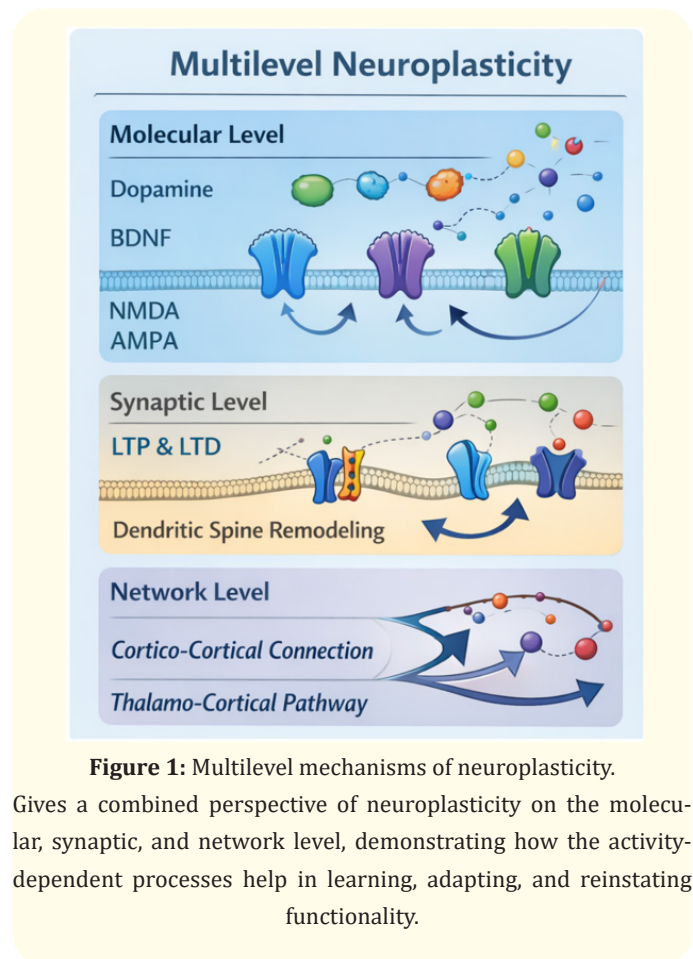 Multilevel Neuroplasticity
Molecular Level
Dopamine
BDNF
NMDA
AMPA
Synaptic Level
LTP & LTD
Dendritic Spine Remodeling
Network Level
Cortico-Cortical Connection
Thalamo-Cortical Pathway
Figure 1: Multilevel mechanisms of neuroplasticity.
Gives a combined perspective of neuroplasticity on the molecu-
lar, synaptic, and network level, demonstrating how the activity-
dependent processes help in learning, adapting, and reinstating
functionality.